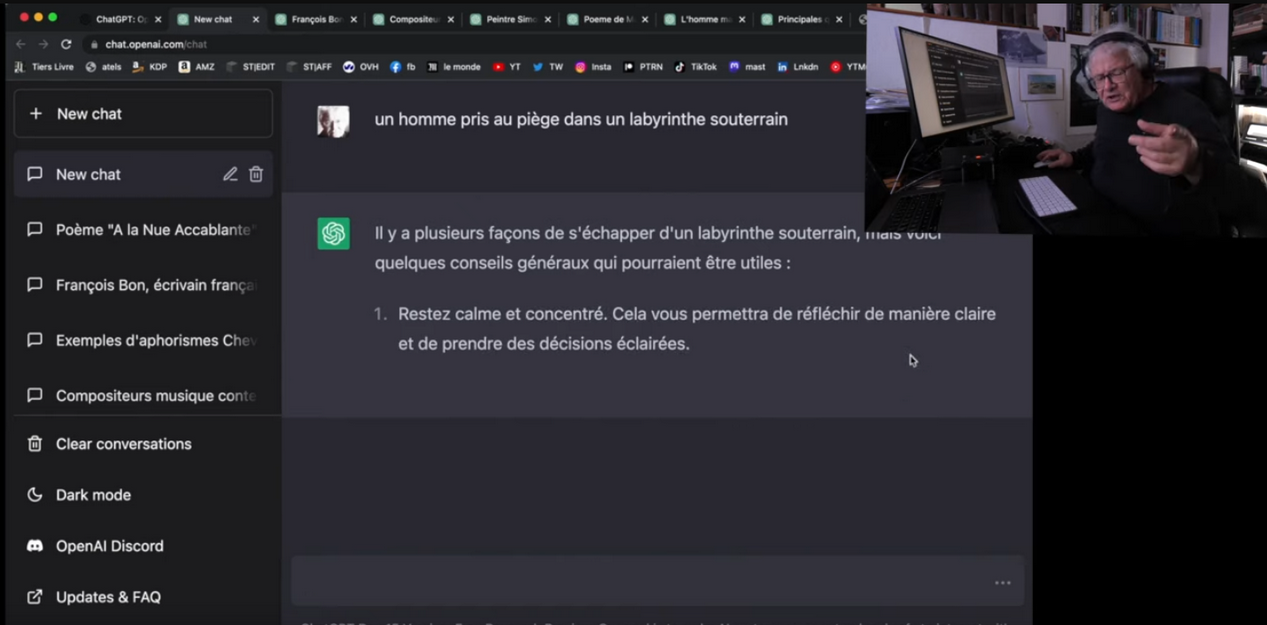 ChatGPT: O
New chat
François Bo
Compositeu
Peintre Simo
Poeme de M
L'homme m
Principales
chat.openai.com/chat
Tiers Livre
atels
KDP
AMZ
ST|EDIT
ST|AFF
OVH
fb
le monde
YT
TW
Insta
PTRN
TikTok
mast
Lnkdn
YTM
New chat
New chat
Poème "A la Nue Accablante"
François Bon, écrivain frança
Exemples d'aphorismes Chev
Compositeurs musique conte
Clear conversations
Dark mode
OpenAI Discord
Updates & FAQ
un homme pris au piège dans un labyrinthe souterrain
Il y a plusieurs façons de s'échapper d'un labyrinthe souterrain, mais voici
quelques conseils généraux qui pourraient être utiles :
1. Restez calme et concentré. Cela vous permettra de réfléchir de manière claire
et de prendre des décisions éclairées.